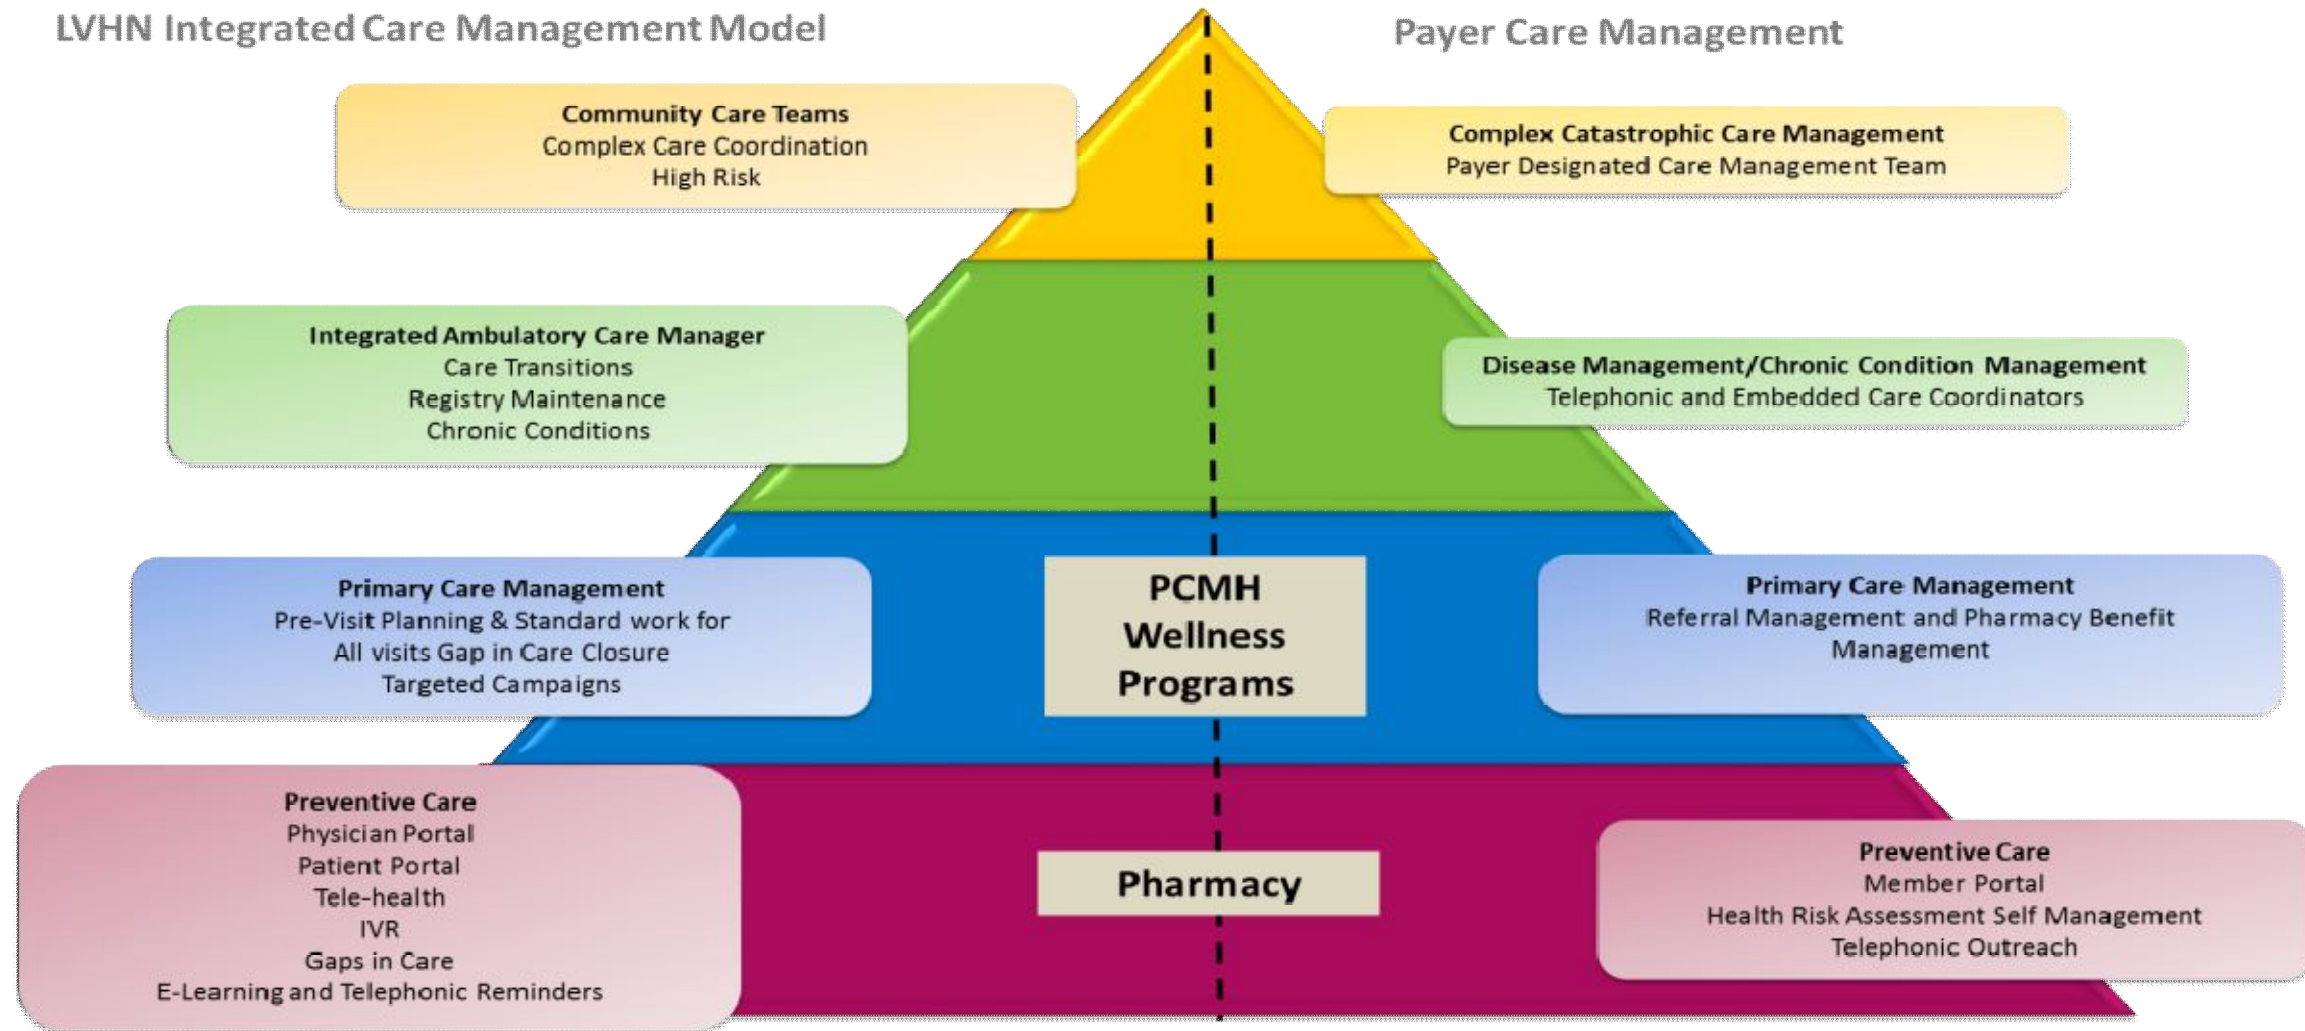 LVHN Integrated Care Management Model
Payer Care Management
Community Care Teams
Complex Care Coordination
High Risk
Complex Catastrophic Care Management
Payer Designated Care Management Team
Integrated Ambulatory Care Manager
Care Transitions
Registry Maintenance
Chronic Conditions
Disease Management/Chronic Condition Management
Telephonic and Embedded Care Coordinators
Primary Care Management
Pre-Visit Planning & Standard work for
All visits Gap in Care Closure
Targeted Campaigns
PCMH
Wellness
Programs
Primary Care Management
Referral Management and Pharmacy Benefit
Management
Preventive Care
Physician Portal
Patient Portal
Tele-health
IVR
Gaps in Care
E-Learning and Telephonic Reminders
Pharmacy
Preventive Care
Member Portal
Health Risk Assessment Self Management
Telephonic Outreach